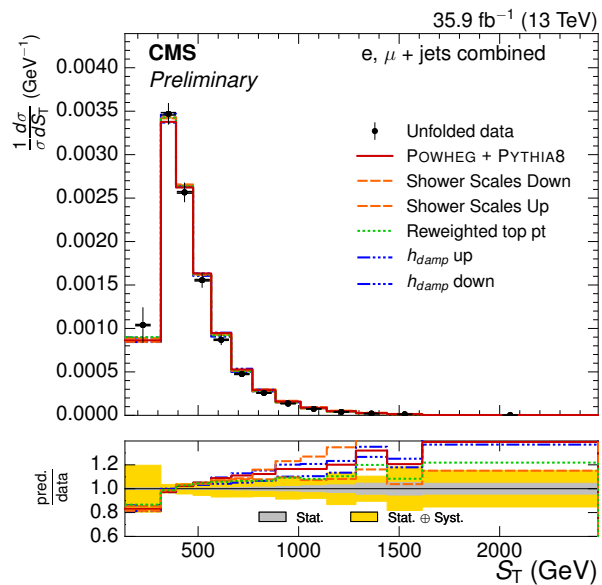 35.9 fb⁻¹ (13 TeV)
CMS
Preliminary
e, μ + jets combined
1/σ dσ/dS_T (GeV⁻¹)
0.0040
0.0035
0.0030
0.0025
0.0020
0.0015
0.0010
0.0005
0.0000
Unfolded data
POWHEG + PYTHIA8
Shower Scales Down
Shower Scales Up
Reweighted top pt
h_damp up
h_damp down
pred./data
1.2
1.0
0.8
0.6
Stat.
Stat. ⊕ Syst.
500 1000 1500 2000
S_T (GeV)